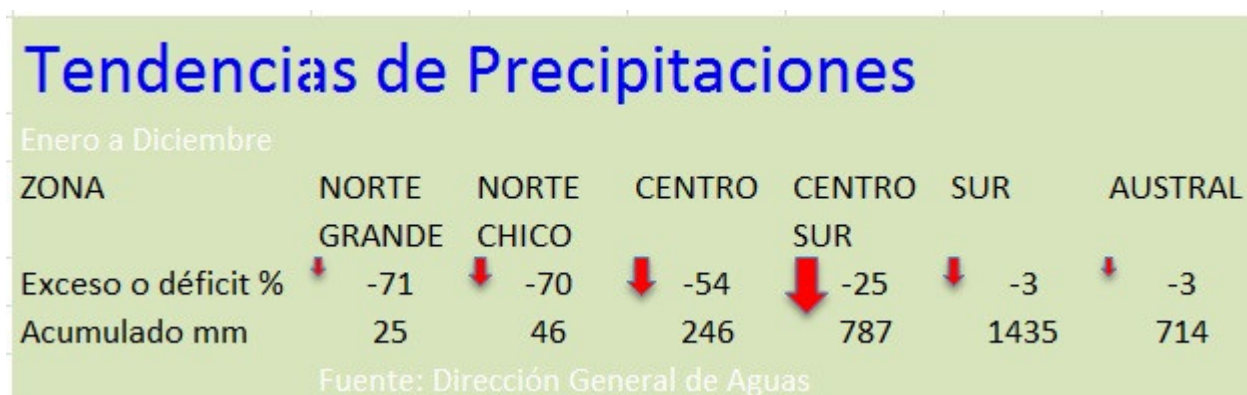 Tendencias de Precipitaciones
Enero a Diciembre
ZONA NORTE NORTE CENTRO CENTRO SUR AUSTRAL
GRANDE CHICO SUR
Exceso o déficit % -71 -70 -54 -25 -3 -3
Acumulado mm 25 46 246 787 1435 714
Fuente: Dirección General de Aguas